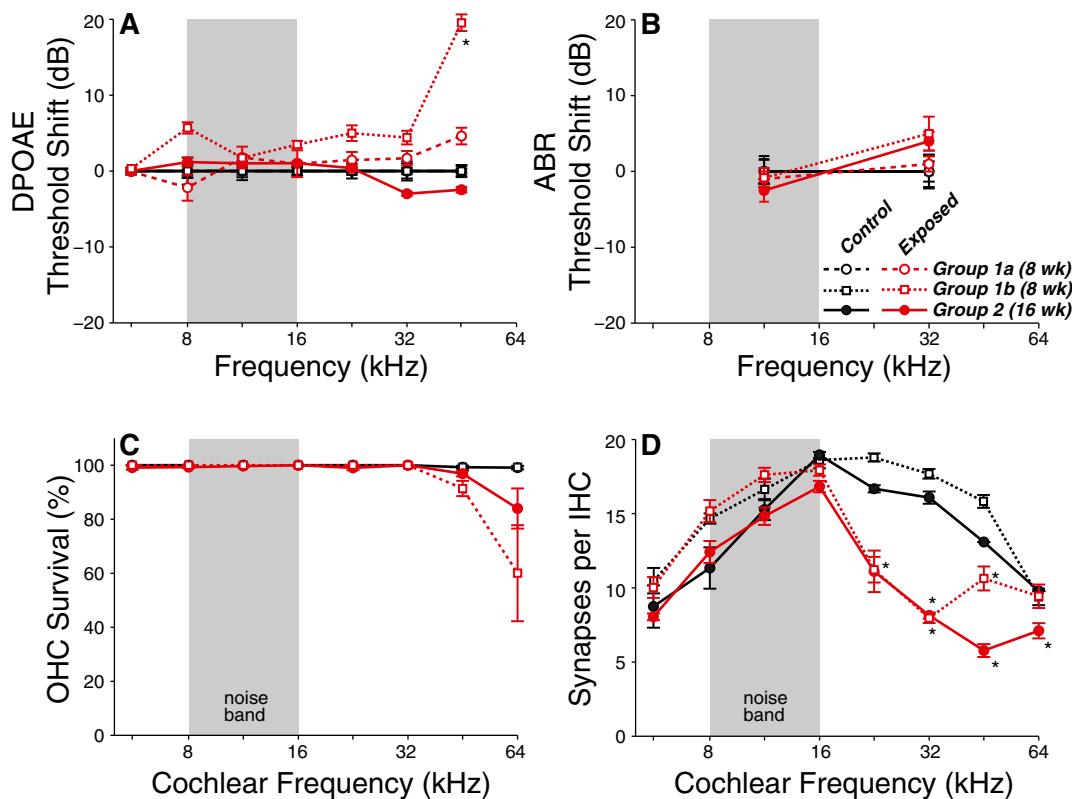 A
DPOAE
Threshold Shift (dB)
20
10
0
−10
−20
8
16
32
64
*
Frequency (kHz)
B
ABR
Threshold Shift (dB)
20
10
0
−10
−20
8
16
32
64
Frequency (kHz)
Control
Exposed
Group 1a (8 wk)
Group 1b (8 wk)
Group 2 (16 wk)
C
OHC Survival (%)
100
80
60
40
20
0
noise
band
8
16
32
64
Cochlear Frequency (kHz)
D
Synapses per IHC
20
15
10
5
0
noise
band
*
*
*
*
*
*
8
16
32
64
Cochlear Frequency (kHz)